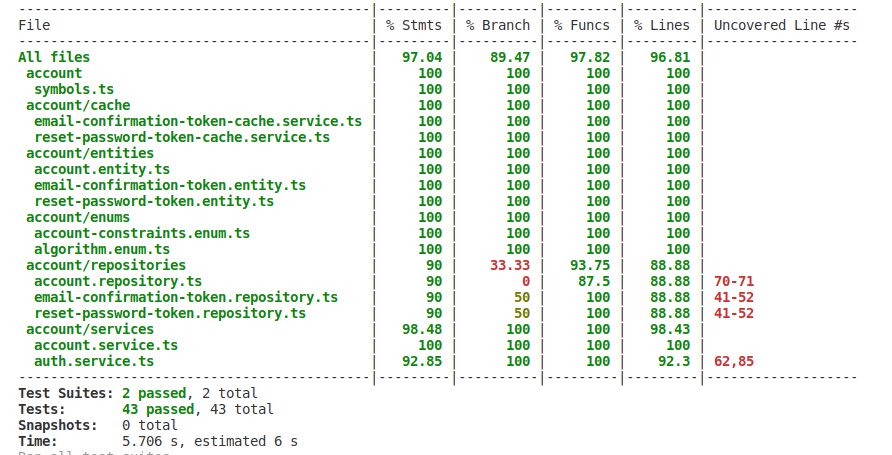 -------------------------------------------|---------|----------|---------|---------|-------------------
File                                       | % Stmts | % Branch | % Funcs | % Lines | Uncovered Line #s
-------------------------------------------|---------|----------|---------|---------|-------------------
All files                                  |   97.04 |    89.47 |   97.82 |   96.81 |
 account                                   |     100 |      100 |     100 |     100 |
  symbols.ts                               |     100 |      100 |     100 |     100 |
 account/cache                             |     100 |      100 |     100 |     100 |
  email-confirmation-token-cache.service.ts |     100 |      100 |     100 |     100 |
  reset-password-token-cache.service.ts    |     100 |      100 |     100 |     100 |
 account/entities                          |     100 |      100 |     100 |     100 |
  account.entity.ts                        |     100 |      100 |     100 |     100 |
  email-confirmation-token.entity.ts       |     100 |      100 |     100 |     100 |
  reset-password-token.entity.ts           |     100 |      100 |     100 |     100 |
 account/enums                             |     100 |      100 |     100 |     100 |
  account-constraints.enum.ts              |     100 |      100 |     100 |     100 |
  algorithm.enum.ts                        |     100 |      100 |     100 |     100 |
 account/repositories                      |      90 |    33.33 |   93.75 |   88.88 |
  account.repository.ts                    |      90 |        0 |    87.5 |   88.88 | 70-71
  email-confirmation-token.repository.ts   |      90 |       50 |     100 |   88.88 | 41-52
  reset-password-token.repository.ts       |      90 |       50 |     100 |   88.88 | 41-52
 account/services                          |   98.48 |      100 |     100 |   98.43 |
  account.service.ts                       |     100 |      100 |     100 |     100 |
  auth.service.ts                          |   92.85 |      100 |     100 |    92.3 | 62,85
-------------------------------------------|---------|----------|---------|---------|-------------------
Test Suites: 2 passed, 2 total
Tests:       43 passed, 43 total
Snapshots:   0 total
Time:        5.706 s, estimated 6 s